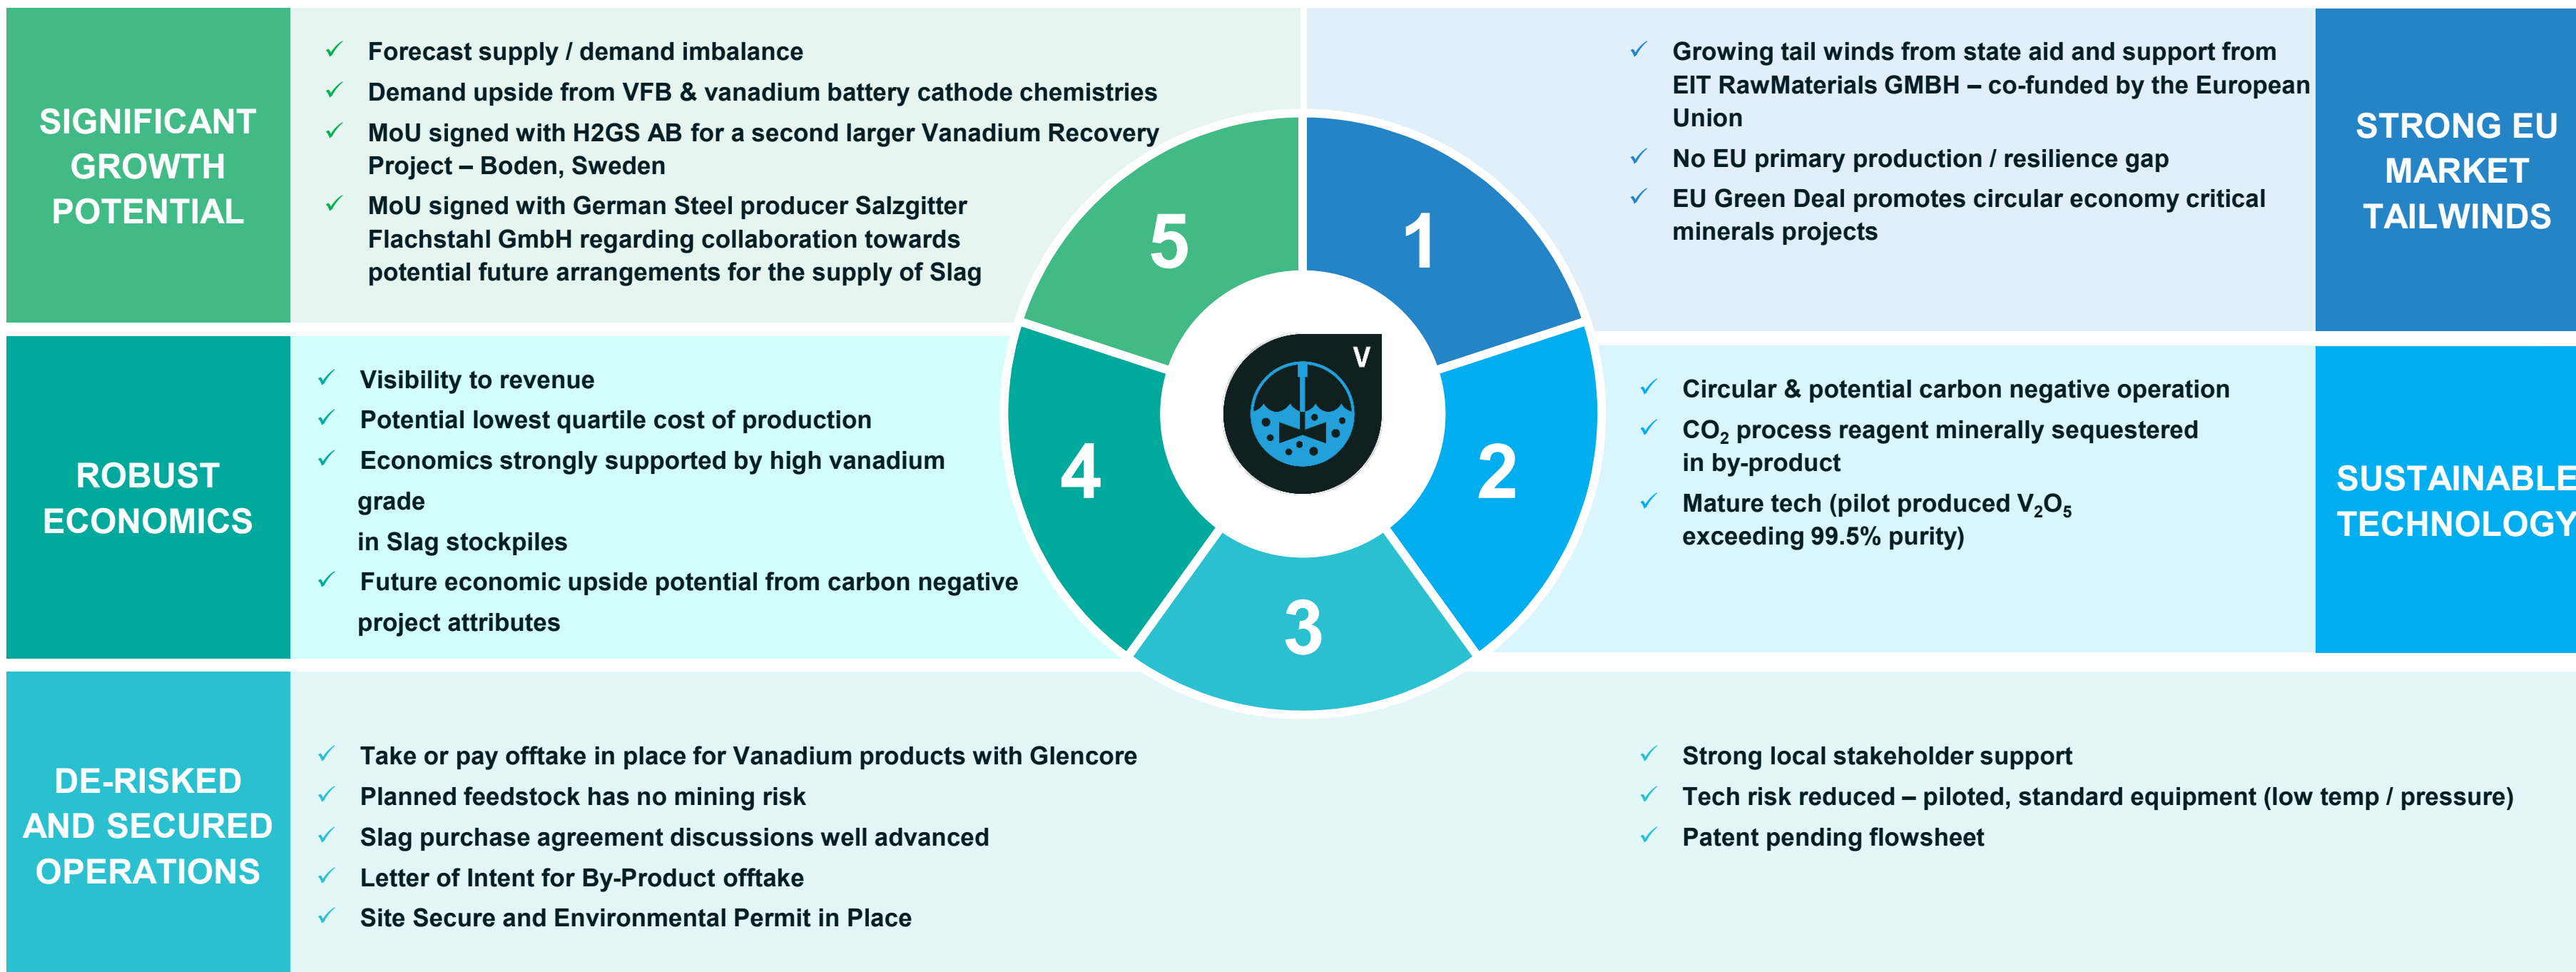 SIGNIFICANT
GROWTH
POTENTIAL
✓ Forecast supply / demand imbalance
✓ Demand upside from VFB & vanadium battery cathode chemistries
✓ MoU signed with H2GS AB for a second larger Vanadium Recovery
Project – Boden, Sweden
✓ MoU signed with German Steel producer Salzgitter
Flachstahl GmbH regarding collaboration towards
potential future arrangements for the supply of Slag
5
1
✓ Growing tail winds from state aid and support from
EIT RawMaterials GMBH – co-funded by the European
Union
✓ No EU primary production / resilience gap
✓ EU Green Deal promotes circular economy critical
minerals projects
STRONG EU
MARKET
TAILWINDS
ROBUST
ECONOMICS
✓ Visibility to revenue
✓ Potential lowest quartile cost of production
✓ Economics strongly supported by high vanadium
grade
in Slag stockpiles
✓ Future economic upside potential from carbon negative
project attributes
4
V
2
✓ Circular & potential carbon negative operation
✓ CO₂ process reagent minerally sequestered
in by-product
✓ Mature tech (pilot produced V₂O₅
exceeding 99.5% purity)
SUSTAINABLE
TECHNOLOGY
3
DE-RISKED
AND SECURED
OPERATIONS
✓ Take or pay offtake in place for Vanadium products with Glencore
✓ Planned feedstock has no mining risk
✓ Slag purchase agreement discussions well advanced
✓ Letter of Intent for By-Product offtake
✓ Site Secure and Environmental Permit in Place
✓ Strong local stakeholder support
✓ Tech risk reduced – piloted, standard equipment (low temp / pressure)
✓ Patent pending flowsheet